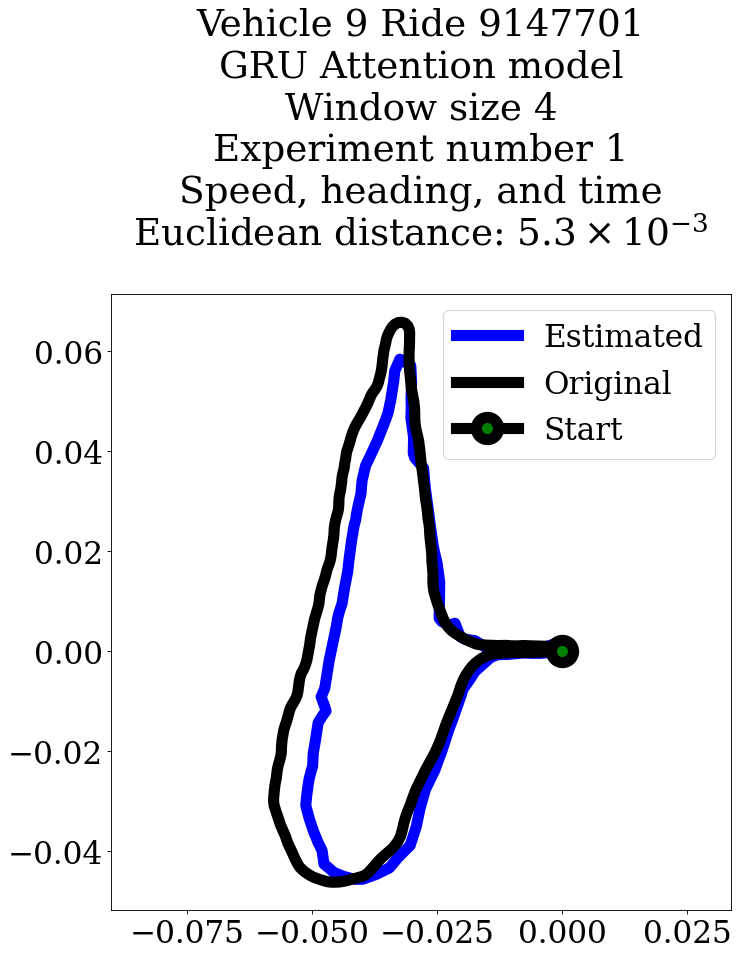 Vehicle 9 Ride 9147701
GRU Attention model
Window size 4
Experiment number 1
Speed, heading, and time
Euclidean distance: 5.3 × 10⁻³
Estimated
Original
Start
0.06
0.04
0.02
0.00
−0.02
−0.04
−0.075 −0.050 −0.025 0.000 0.025